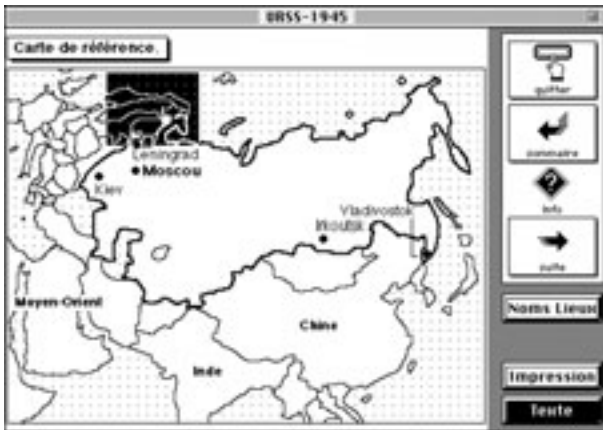 URSS-1945
Carte de référence.
quitter
sommaire
info
suite
Leningrad
Moscou
Kiev
Vladivostok
Irkoutsk
Moyen-Orient
Chine
Inde
Noms Lieux
Impression
Texte